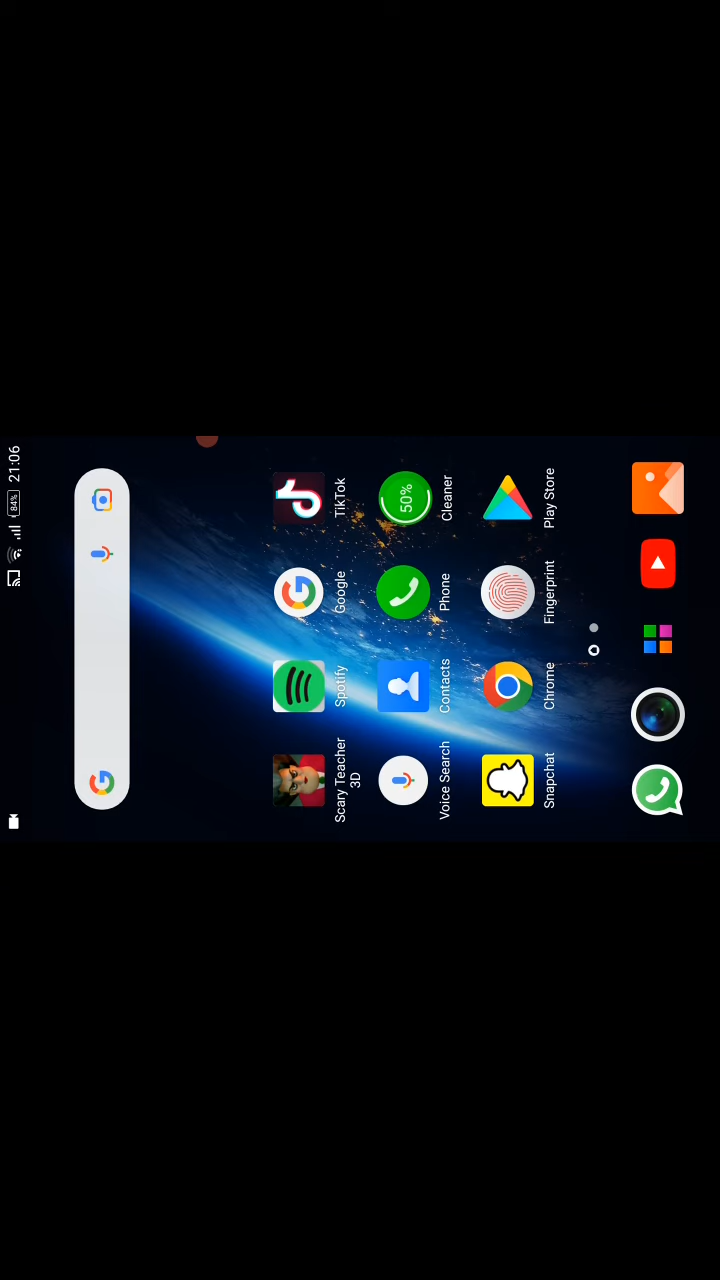 84% 21:06
Scary Teacher
3D
Spotify
Google
TikTok
Voice Search
Contacts
Phone
50%
Cleaner
Snapchat
Chrome
Fingerprint
Play Store